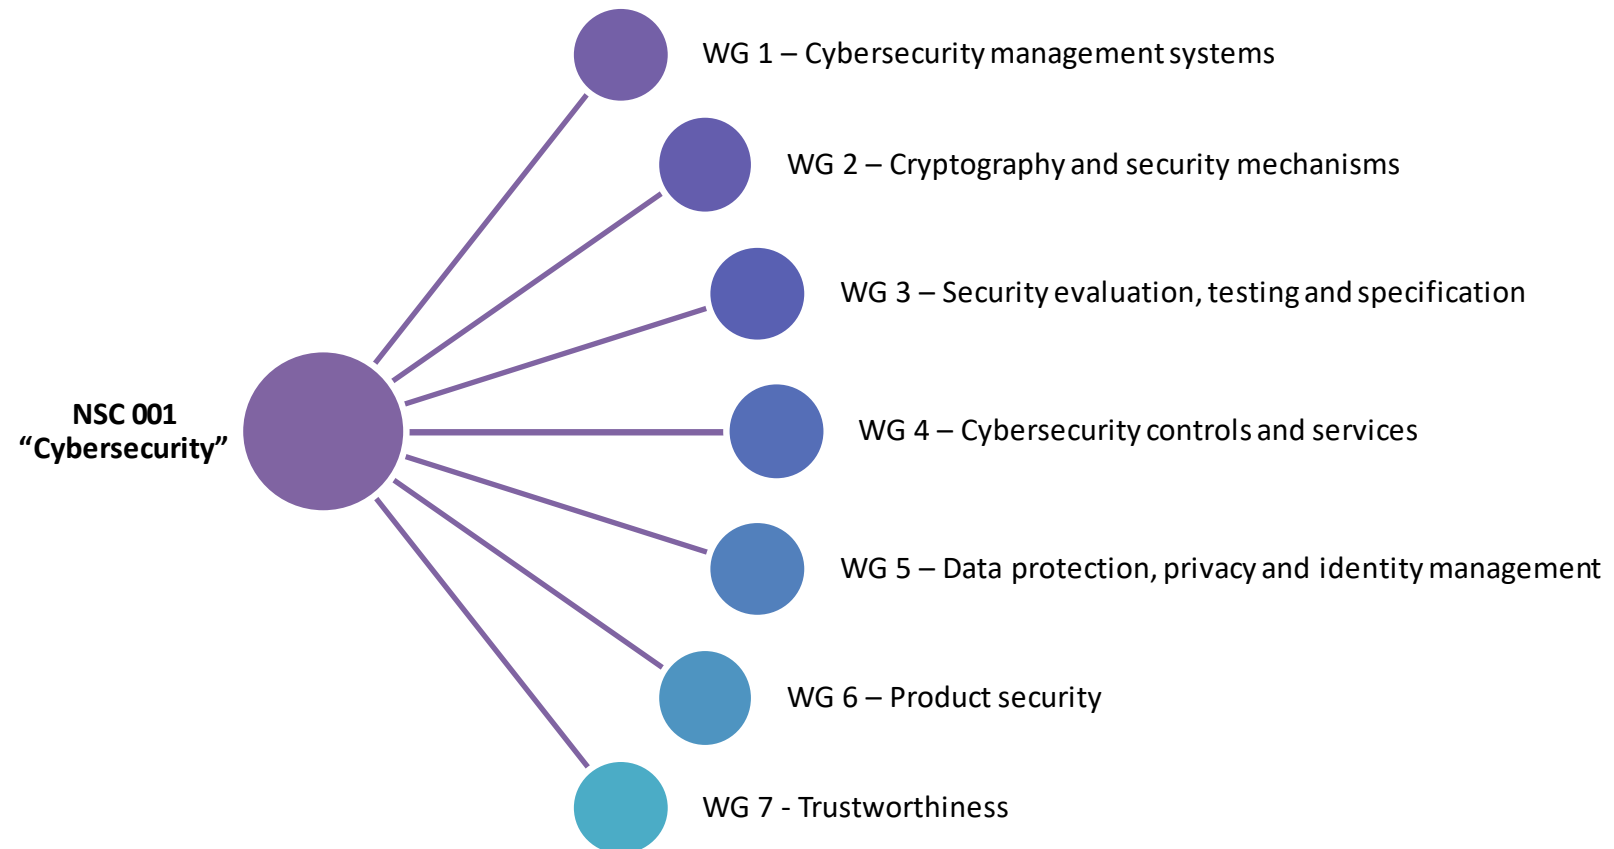 WG 1 – Cybersecurity management systems
WG 2 – Cryptography and security mechanisms
WG 3 – Security evaluation, testing and specification
NSC 001
“Cybersecurity”
WG 4 – Cybersecurity controls and services
WG 5 – Data protection, privacy and identity management
WG 6 – Product security
WG 7 - Trustworthiness